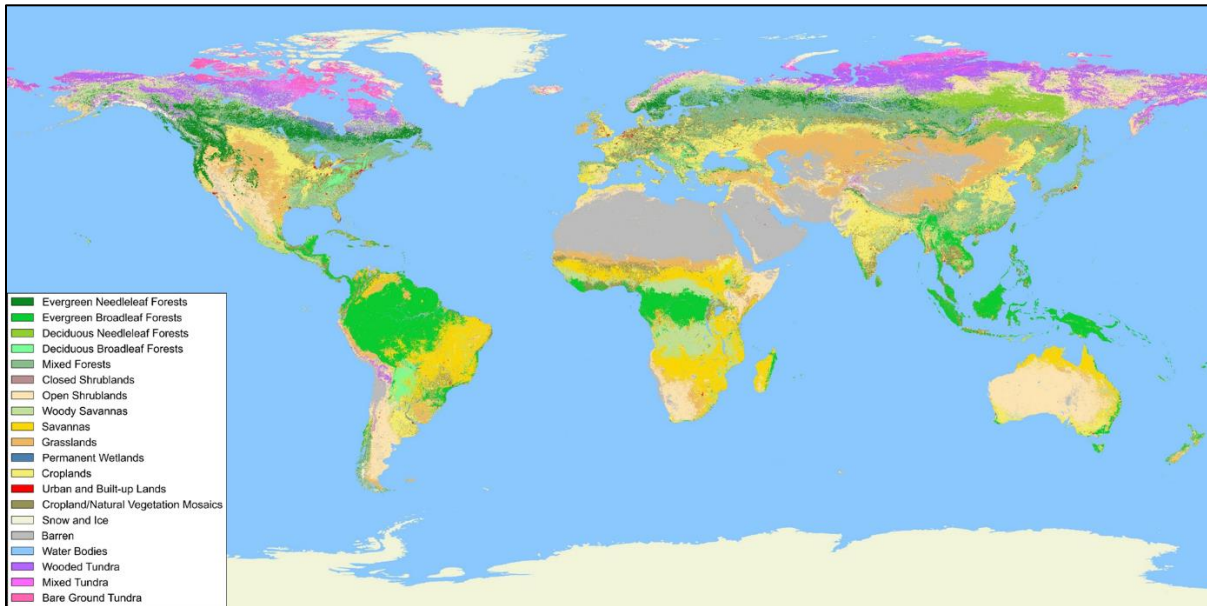 Evergreen Needleleaf Forests
Evergreen Broadleaf Forests
Deciduous Needleleaf Forests
Deciduous Broadleaf Forests
Mixed Forests
Closed Shrublands
Open Shrublands
Woody Savannas
Savannas
Grasslands
Permanent Wetlands
Croplands
Urban and Built-up Lands
Cropland/Natural Vegetation Mosaics
Snow and Ice
Barren
Water Bodies
Wooded Tundra
Mixed Tundra
Bare Ground Tundra